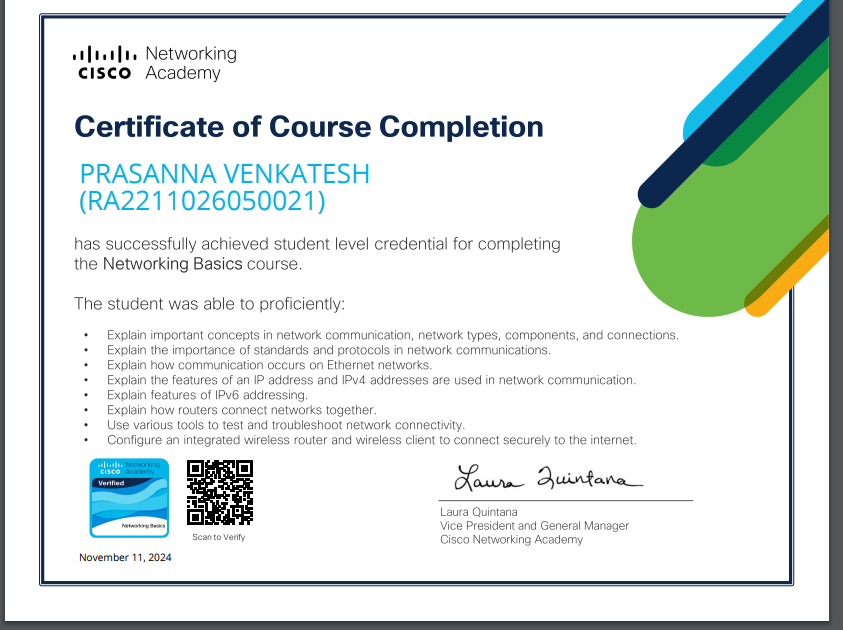 Networking
CISCO Academy
Certificate of Course Completion
PRASANNA VENKATESH
(RA2211026050021)
has successfully achieved student level credential for completing
the Networking Basics course.
The student was able to proficiently:
• Explain important concepts in network communication, network types, components, and connections.
• Explain the importance of standards and protocols in network communications.
• Explain how communication occurs on Ethernet networks.
• Explain the features of an IP address and IPv4 addresses are used in network communication.
• Explain features of IPv6 addressing.
• Explain how routers connect networks together.
• Use various tools to test and troubleshoot network connectivity.
• Configure an integrated wireless router and wireless client to connect securely to the internet.
Networking
CISCO Academy
Verified
Networking Basics
Scan to Verify
November 11, 2024
Laura Quintana
Laura Quintana
Vice President and General Manager
Cisco Networking Academy